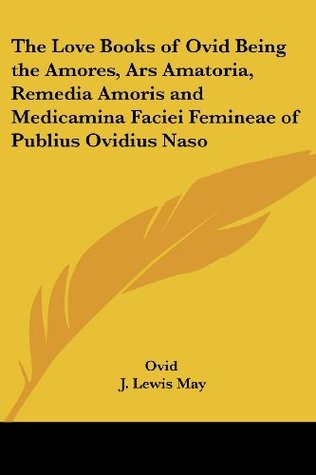 The Love Books of Ovid Being
the Amores, Ars Amatoria,
Remedia Amoris and
Medicamina Faciei Femineae of
Publius Ovidius Naso
Ovid
J. Lewis May